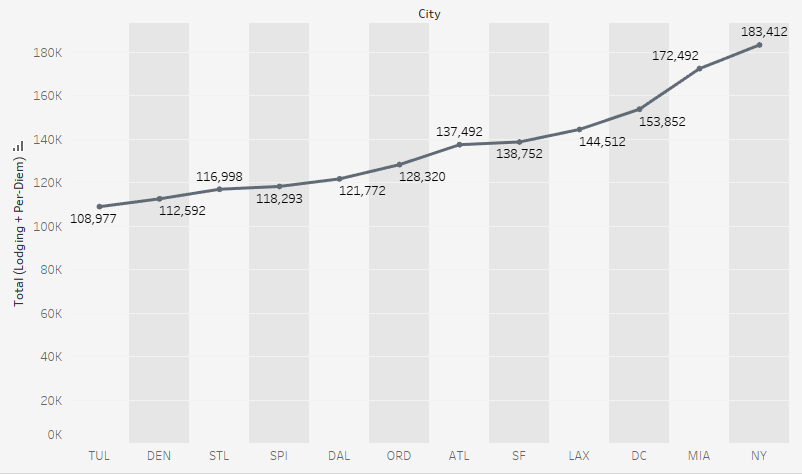 City
Total (Lodging + Per-Diem)
180K
160K
140K
120K
100K
80K
60K
40K
20K
0K
108,977
112,592
116,998
118,293
121,772
128,320
137,492
138,752
144,512
153,852
172,492
183,412
TUL DEN STL SPI DAL ORD ATL SF LAX DC MIA NY